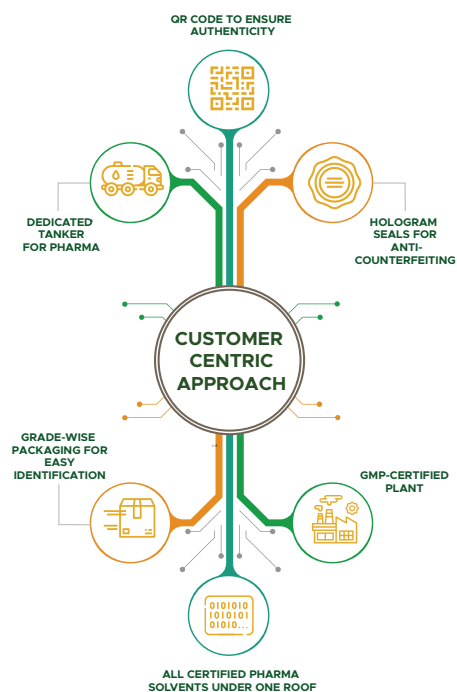 QR CODE TO ENSURE
AUTHENTICITY
DEDICATED
TANKER
FOR PHARMA
HOLOGRAM
SEALS FOR
ANTI-
COUNTERFEITING
CUSTOMER
CENTRIC
APPROACH
GRADE-WISE
PACKAGING FOR
EASY
IDENTIFICATION
GMP-CERTIFIED
PLANT
010101
1010101
01010...
ALL CERTIFIED PHARMA
SOLVENTS UNDER ONE ROOF